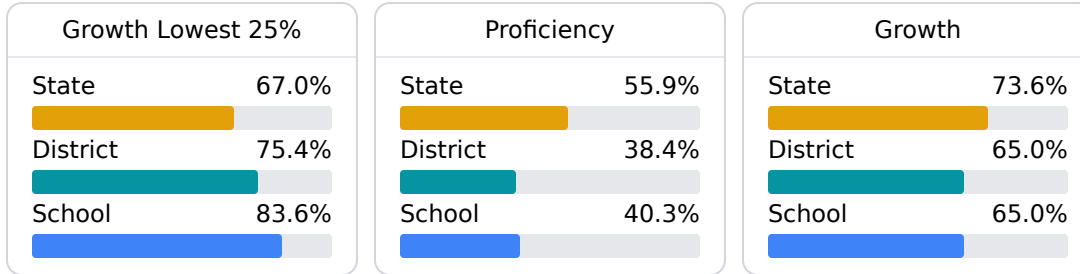 Growth Lowest 25%
State 67.0%
District 75.4%
School 83.6%
Proficiency
State 55.9%
District 38.4%
School 40.3%
Growth
State 73.6%
District 65.0%
School 65.0%